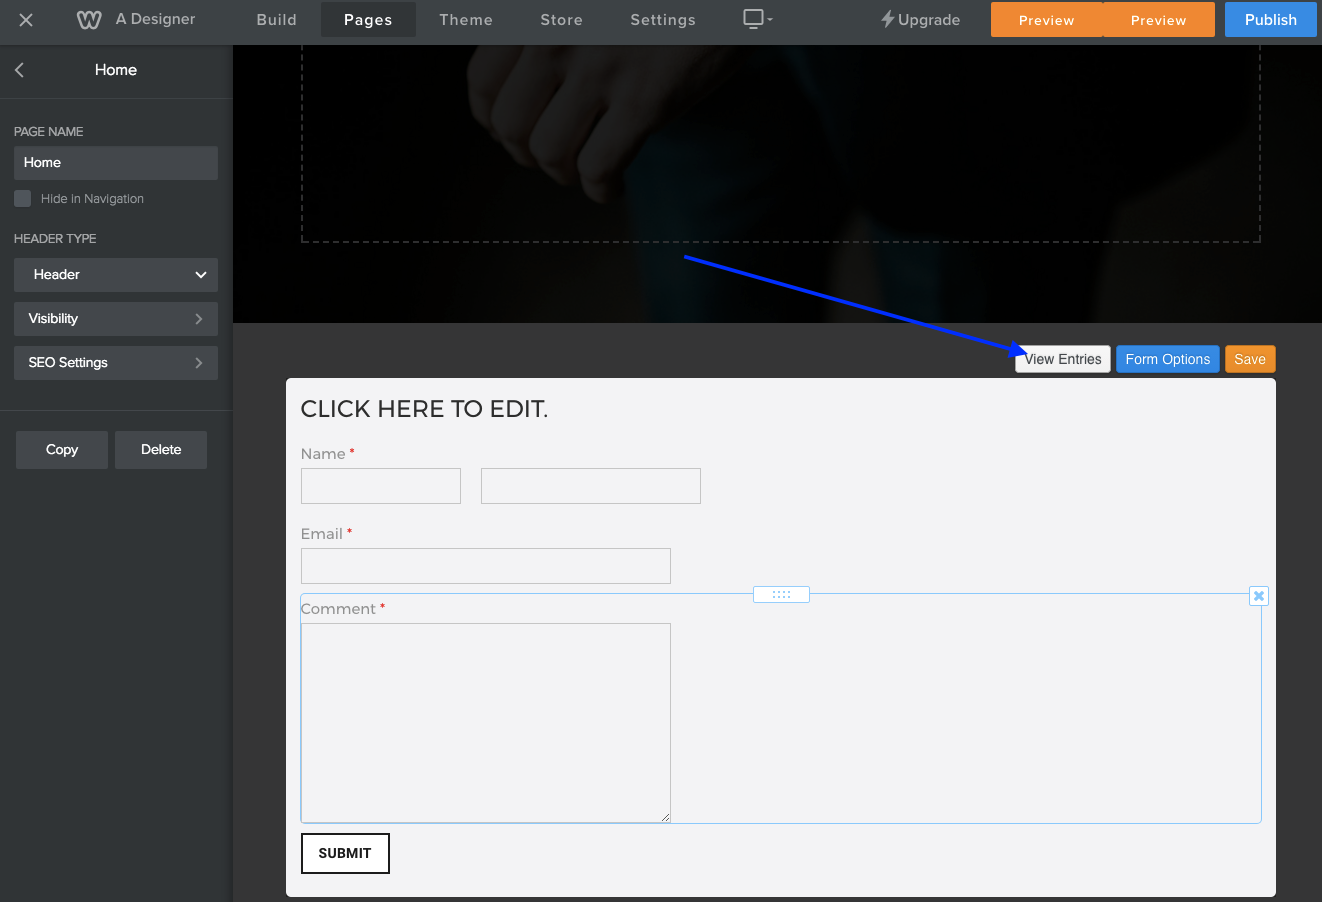 A Designer Build Pages Theme Store Settings Upgrade Preview Preview Publish
Home
PAGE NAME
Home
Hide in Navigation
HEADER TYPE
Header
Visibility
SEO Settings
Copy Delete
View Entries Form Options Save
CLICK HERE TO EDIT.
Name *
Email *
Comment *
SUBMIT